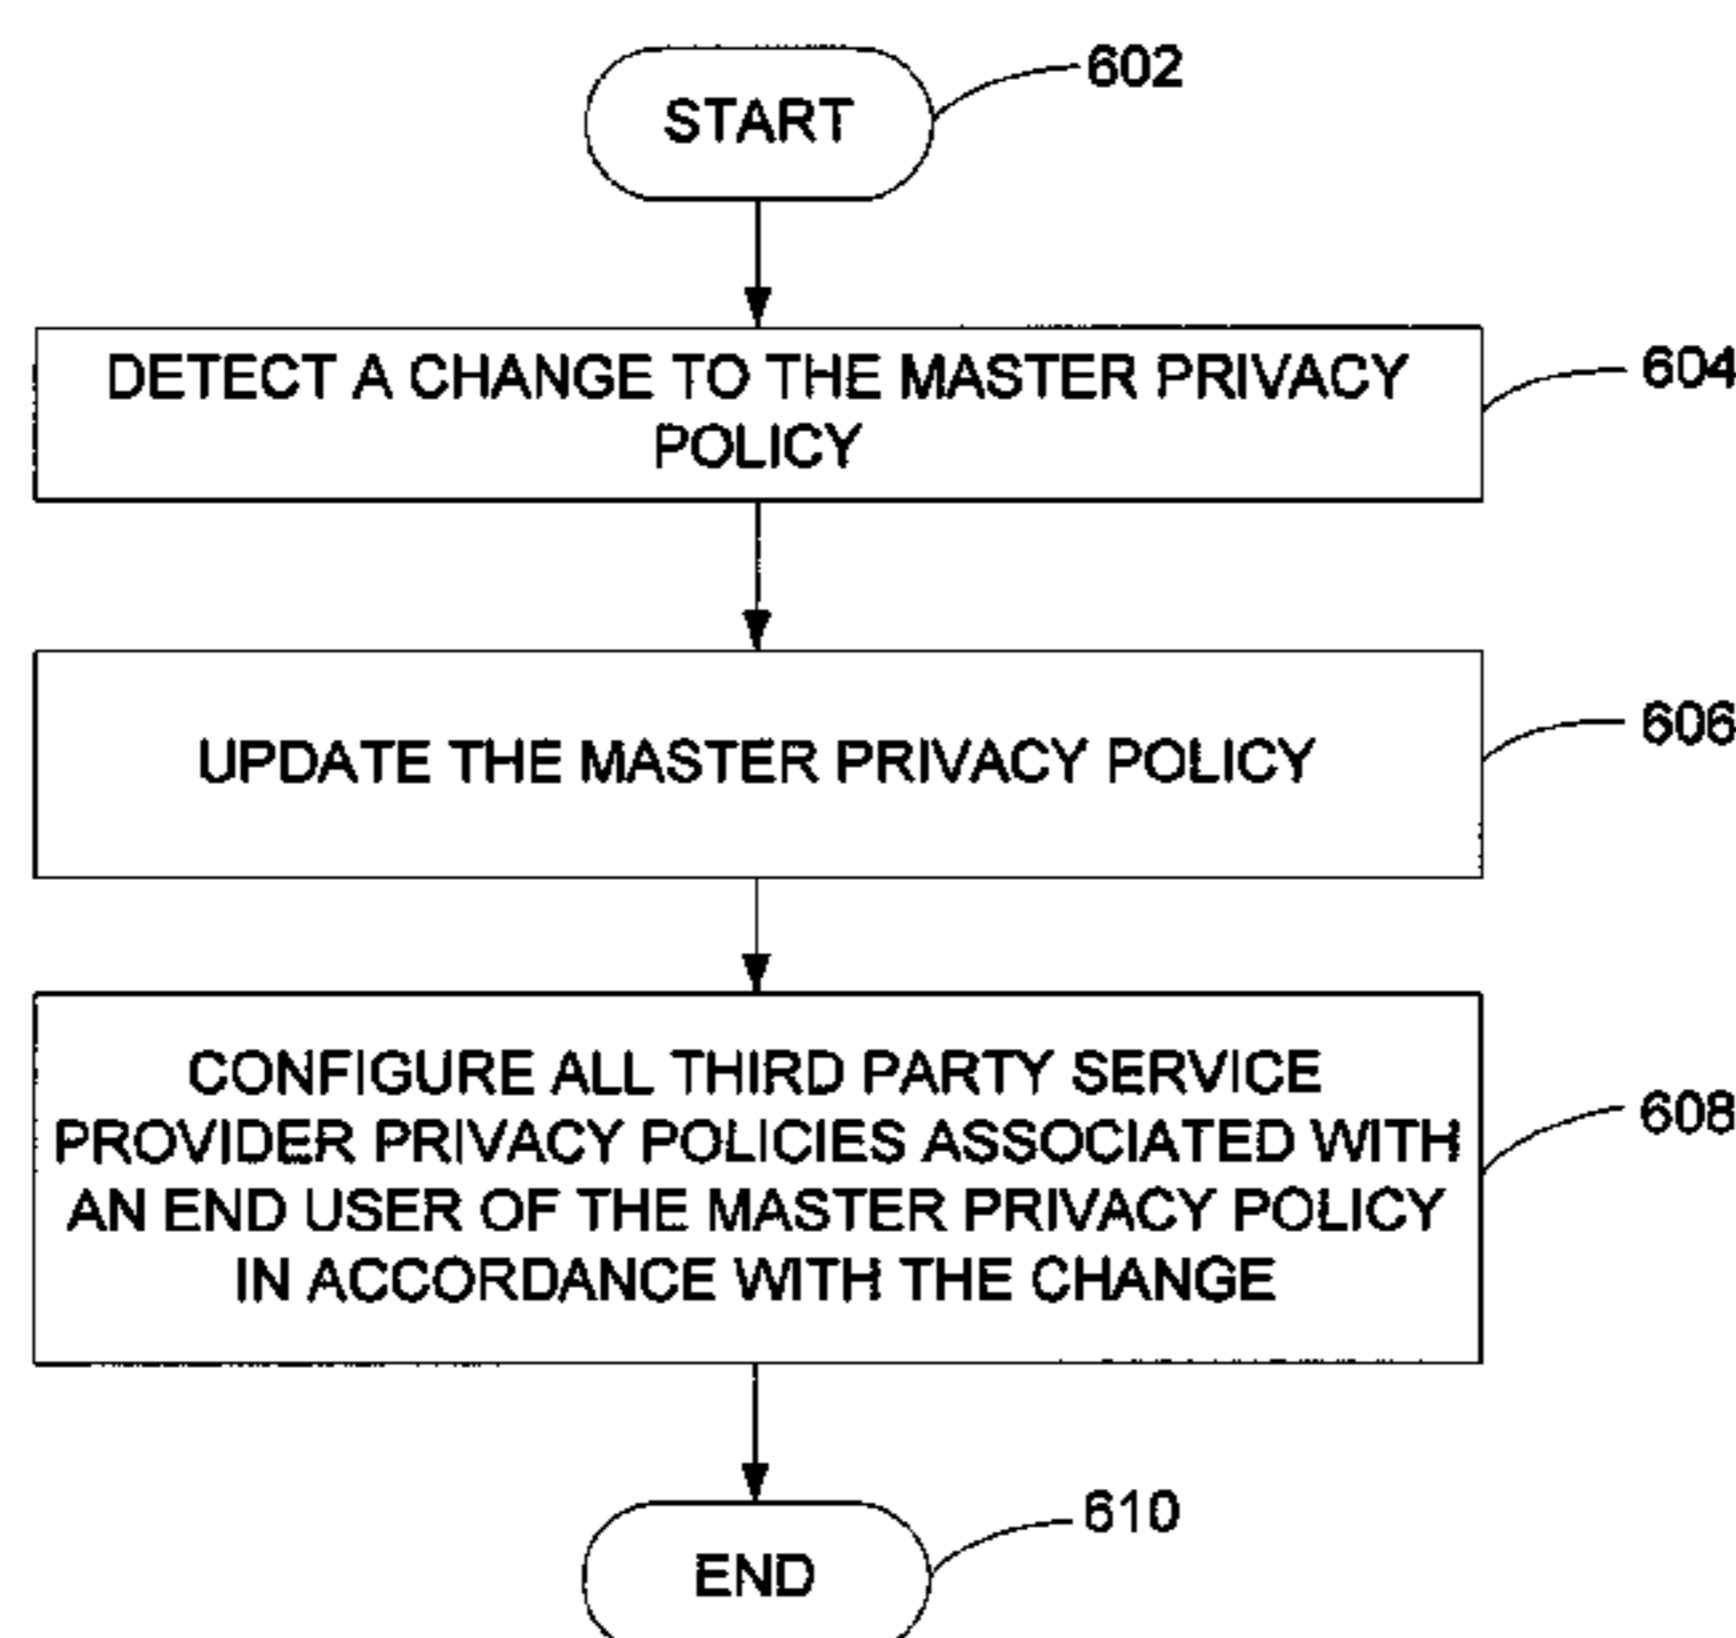 602
START
DETECT A CHANGE TO THE MASTER PRIVACY
POLICY
604
UPDATE THE MASTER PRIVACY POLICY
606
CONFIGURE ALL THIRD PARTY SERVICE
PROVIDER PRIVACY POLICIES ASSOCIATED WITH
AN END USER OF THE MASTER PRIVACY POLICY
IN ACCORDANCE WITH THE CHANGE
608
610
END